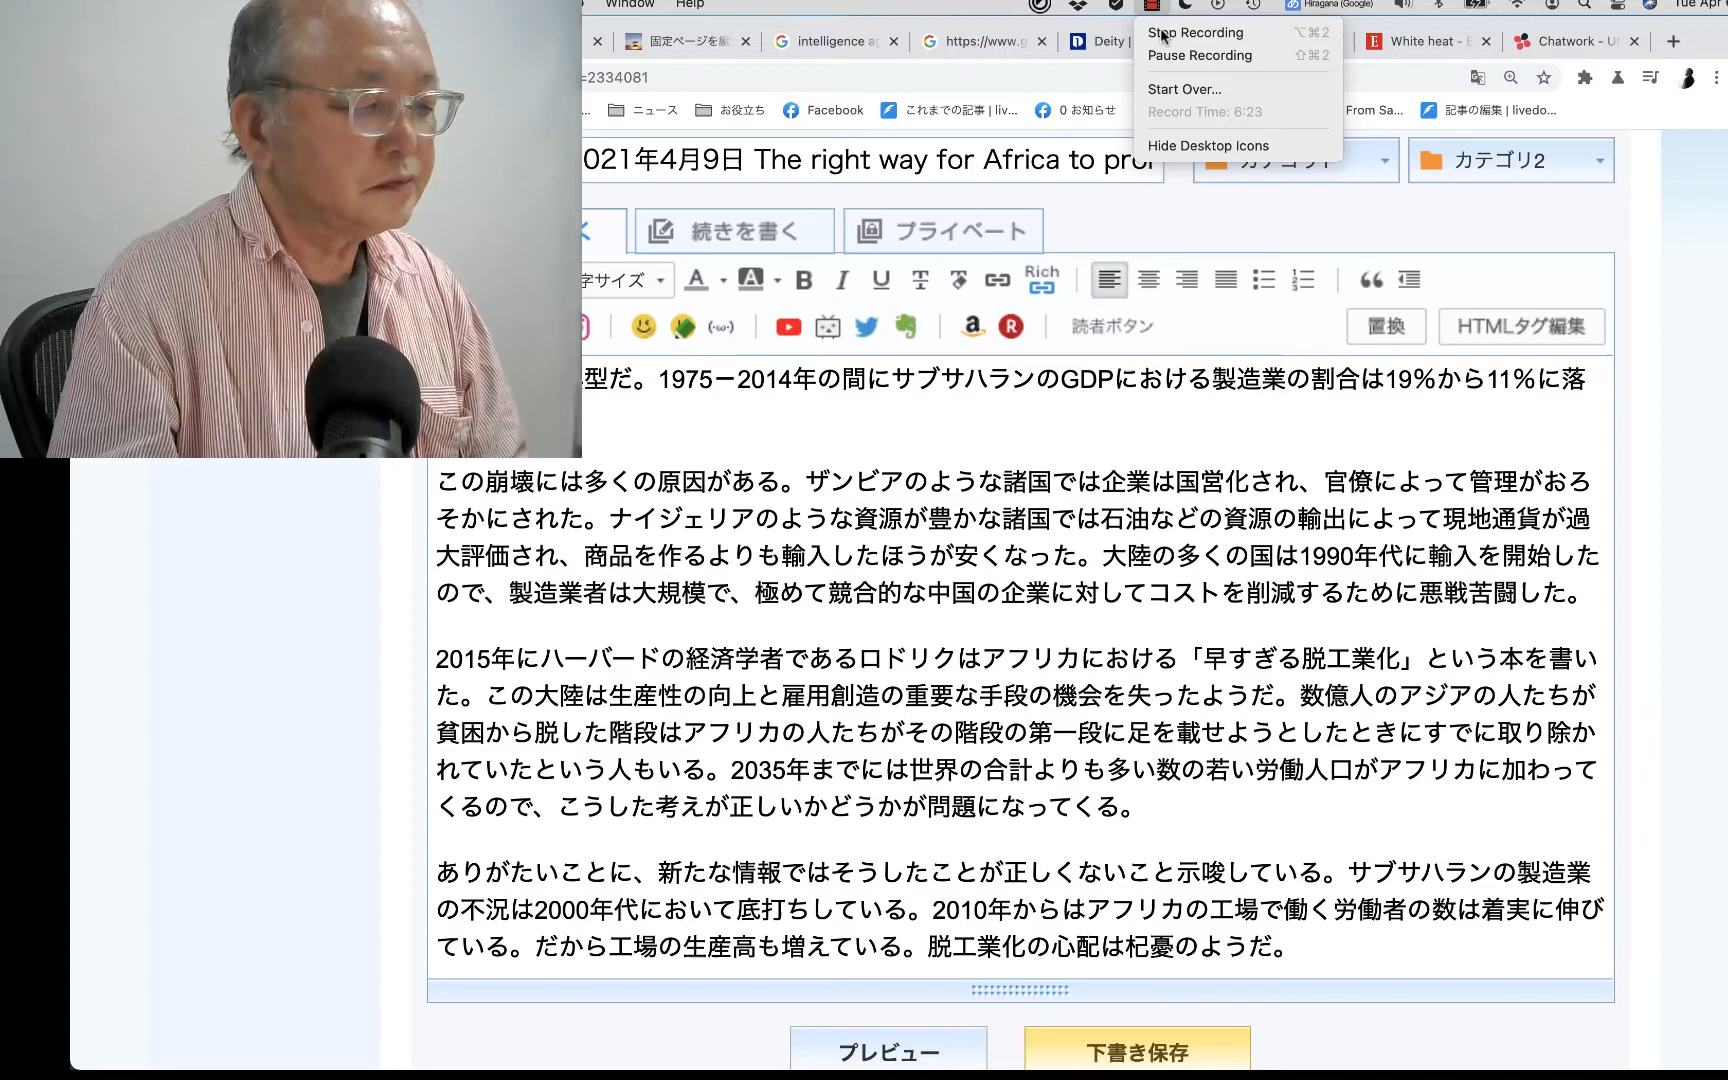 Window Help
Hiragana (Google)
Tue Apr
固定ページを編
intelligence ag
https://www.g
Deity |
White heat - E
Chatwork - U
Stop Recording ⌥⌘2
Pause Recording ⇧⌘2
Start Over...
Record Time: 6:23
Hide Desktop Icons
=2334081
ニュース
お役立ち
Facebook
これまでの記事 | liv...
0 お知らせ
From Sa...
記事の編集 | livedo...
021年4月9日 The right way for Africa to pror
カテゴリ1
カテゴリ2
く
続きを書く
プライベート
字サイズ
A
A
B
I
U
T
Rich
(·ω·)
a
R
読者ボタン
置換
HTMLタグ編集
型だ。1975ー2014年の間にサブサハランのGDPにおける製造業の割合は19%から11%に落
この崩壊には多くの原因がある。ザンビアのような諸国では企業は国営化され、官僚によって管理がおろ
そかにされた。ナイジェリアのような資源が豊かな諸国では石油などの資源の輸出によって現地通貨が過
大評価され、商品を作るよりも輸入したほうが安くなった。大陸の多くの国は1990年代に輸入を開始した
ので、製造業者は大規模で、極めて競合的な中国の企業に対してコストを削減するために悪戦苦闘した。
2015年にハーバードの経済学者であるロドリクはアフリカにおける「早すぎる脱工業化」という本を書い
た。この大陸は生産性の向上と雇用創造の重要な手段の機会を失ったようだ。数億人のアジアの人たちが
貧困から脱した階段はアフリカの人たちがその階段の第一段に足を載せようとしたときにすでに取り除か
れていたという人もいる。2035年までには世界の合計よりも多い数の若い労働人口がアフリカに加わって
くるので、こうした考えが正しいかどうかが問題になってくる。
ありがたいことに、新たな情報ではそうしたことが正しくないこと示唆している。サブサハランの製造業
の不況は2000年代において底打ちしている。2010年からはアフリカの工場で働く労働者の数は着実に伸び
ている。だから工場の生産高も増えている。脱工業化の心配は杞憂のようだ。
プレビュー
下書き保存